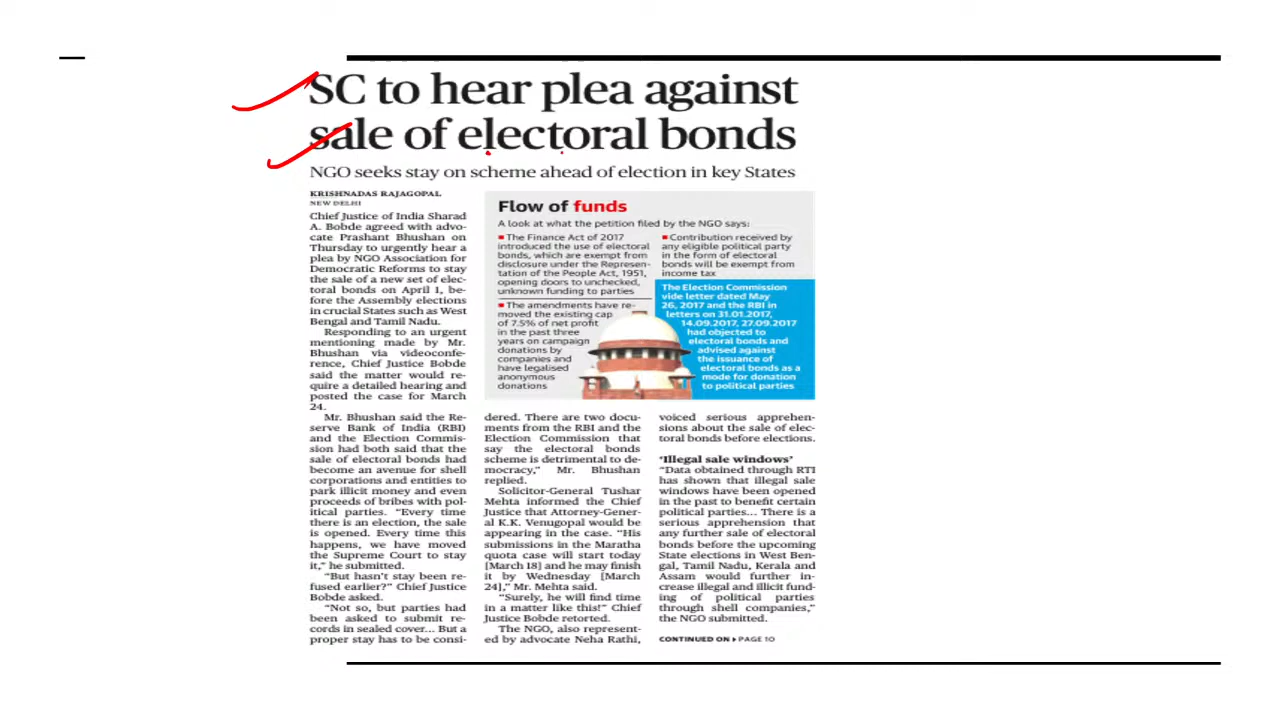 SC to hear plea against
sale of electoral bonds
NGO seeks stay on scheme ahead of election in key States
KRISHNADAS RAJAGOPAL
NEW DELHI
Chief Justice of India Sharad
A. Bobde agreed with advo-
cate Prashant Bhushan on
Thursday to urgently hear a
plea by NGO Association for
Democratic Reforms to stay
the sale of a new set of elec-
toral bonds on April 1, be-
fore the Assembly elections
in crucial States such as West
Bengal and Tamil Nadu.
Responding to an urgent
mentioning made by Mr.
Bhushan via videoconfe-
rence, Chief Justice Bobde
said the matter would re-
quire a detailed hearing and
posted the case for March
24.
Mr. Bhushan said the Re-
serve Bank of India (RBI)
and the Election Commis-
sion had both said that the
sale of electoral bonds had
become an avenue for shell
corporations and entities to
park illicit money and even
proceeds of bribes with pol-
itical parties. “Every time
there is an election, the sale
is opened. Every time this
happens, we have moved
the Supreme Court to stay
it,” he submitted.
“But hasn’t stay been re-
fused earlier?” Chief Justice
Bobde asked.
“Not so, but parties had
been asked to submit re-
cords in sealed cover... But a
proper stay has to be consi-
Flow of funds
A look at what the petition filed by the NGO says:
The Finance Act of 2017
introduced the use of electoral
bonds, which are exempt from
disclosure under the Represen-
tation of the People Act, 1951,
opening doors to unchecked,
unknown funding to parties
The amendments have re-
moved the existing cap
of 7.5% of net profit
in the past three
years on campaign
donations by
companies and
have legalised
anonymous
donations
Contribution received by
any eligible political party
in the form of electoral
bonds will be exempt from
income tax
The Election Commission
vide letter dated May
26, 2017 and the RBI in
letters on 31.01.2017,
14.09.2017, 27.09.2017
had objected to
electoral bonds and
advised against
the issuance of
electoral bonds as a
mode for donation
to political parties
dered. There are two docu-
ments from the RBI and the
Election Commission that
say the electoral bonds
scheme is detrimental to de-
mocracy,” Mr. Bhushan
replied.
Solicitor-General Tushar
Mehta informed the Chief
Justice that Attorney-Gener-
al K.K. Venugopal would be
appearing in the case. “His
submissions in the Maratha
quota case will start today
[March 18] and he may finish
it by Wednesday [March
24],” Mr. Mehta said.
“Surely, he will find time
in a matter like this!” Chief
Justice Bobde retorted.
The NGO, also represent-
ed by advocate Neha Rathi,
voiced serious apprehen-
sions about the sale of elec-
toral bonds before elections.
‘Illegal sale windows’
“Data obtained through RTI
has shown that illegal sale
windows have been opened
in the past to benefit certain
political parties... There is a
serious apprehension that
any further sale of electoral
bonds before the upcoming
State elections in West Ben-
gal, Tamil Nadu, Kerala and
Assam would further in-
crease illegal and illicit fund-
ing of political parties
through shell companies,”
the NGO submitted.
CONTINUED ON ▸ PAGE 10